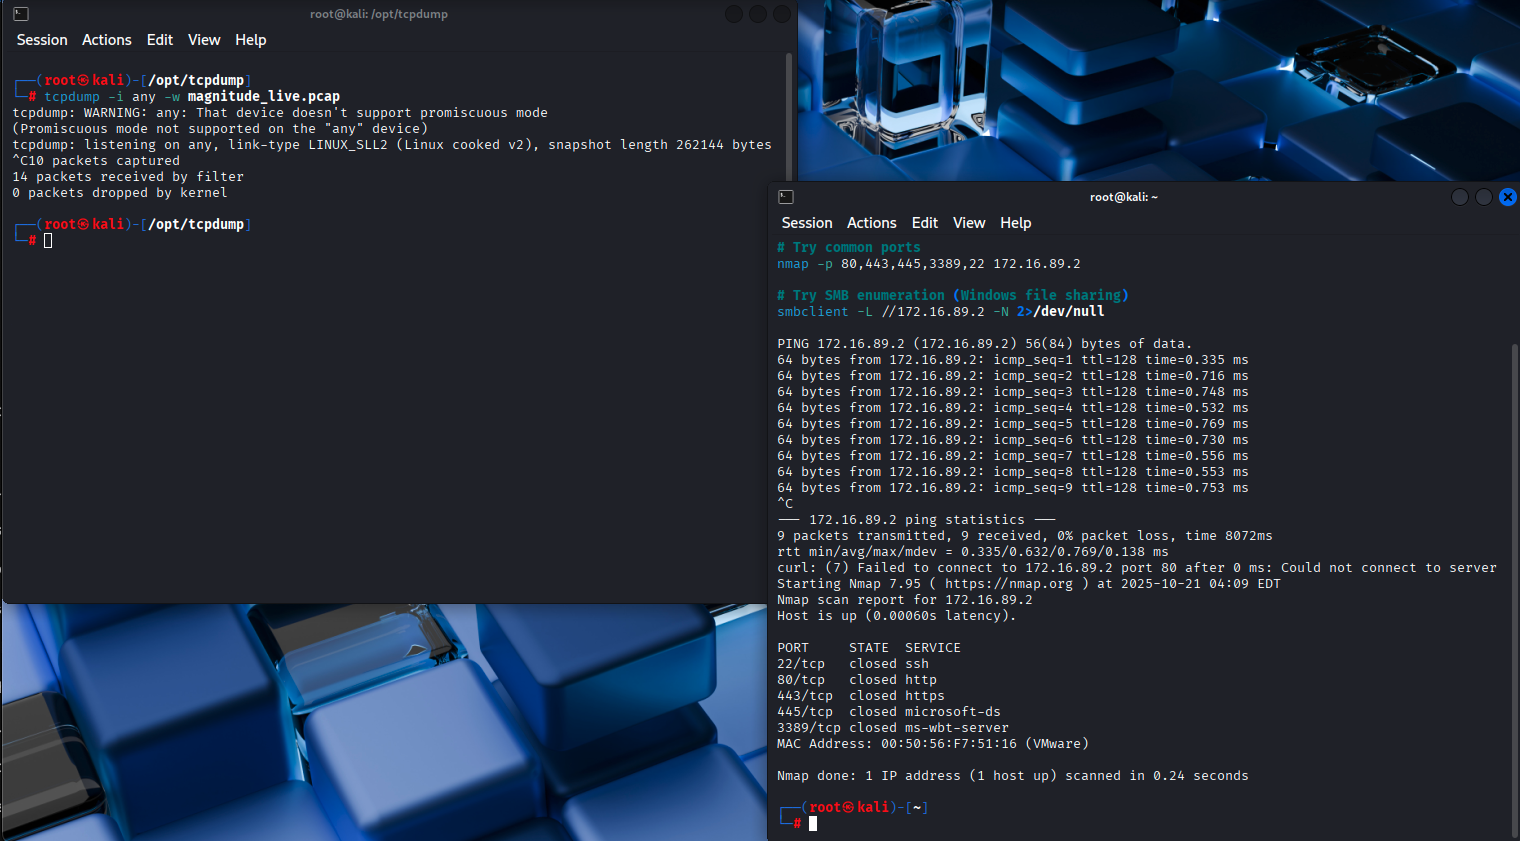 root@kali: /opt/tcpdump
Session Actions Edit View Help
┌──(root㉿kali)-[/opt/tcpdump]
└─# tcpdump -i any -w magnitude_live.pcap
tcpdump: WARNING: any: That device doesn't support promiscuous mode
(Promiscuous mode not supported on the "any" device)
tcpdump: listening on any, link-type LINUX_SLL2 (Linux cooked v2), snapshot length 262144 bytes
^C10 packets captured
14 packets received by filter
0 packets dropped by kernel
┌──(root㉿kali)-[/opt/tcpdump]
└─#
root@kali: ~
Session Actions Edit View Help
# Try common ports
nmap -p 80,443,445,3389,22 172.16.89.2
# Try SMB enumeration (Windows file sharing)
smbclient -L //172.16.89.2 -N 2>/dev/null
PING 172.16.89.2 (172.16.89.2) 56(84) bytes of data.
64 bytes from 172.16.89.2: icmp_seq=1 ttl=128 time=0.335 ms
64 bytes from 172.16.89.2: icmp_seq=2 ttl=128 time=0.716 ms
64 bytes from 172.16.89.2: icmp_seq=3 ttl=128 time=0.748 ms
64 bytes from 172.16.89.2: icmp_seq=4 ttl=128 time=0.532 ms
64 bytes from 172.16.89.2: icmp_seq=5 ttl=128 time=0.769 ms
64 bytes from 172.16.89.2: icmp_seq=6 ttl=128 time=0.730 ms
64 bytes from 172.16.89.2: icmp_seq=7 ttl=128 time=0.556 ms
64 bytes from 172.16.89.2: icmp_seq=8 ttl=128 time=0.553 ms
64 bytes from 172.16.89.2: icmp_seq=9 ttl=128 time=0.753 ms
^C
--- 172.16.89.2 ping statistics ---
9 packets transmitted, 9 received, 0% packet loss, time 8072ms
rtt min/avg/max/mdev = 0.335/0.632/0.769/0.138 ms
curl: (7) Failed to connect to 172.16.89.2 port 80 after 0 ms: Could not connect to server
Starting Nmap 7.95 ( https://nmap.org ) at 2025-10-21 04:09 EDT
Nmap scan report for 172.16.89.2
Host is up (0.00060s latency).
PORT STATE SERVICE
22/tcp closed ssh
80/tcp closed http
443/tcp closed https
445/tcp closed microsoft-ds
3389/tcp closed ms-wbt-server
MAC Address: 00:50:56:F7:51:16 (VMware)
Nmap done: 1 IP address (1 host up) scanned in 0.24 seconds
┌──(root㉿kali)-[~]
└─#